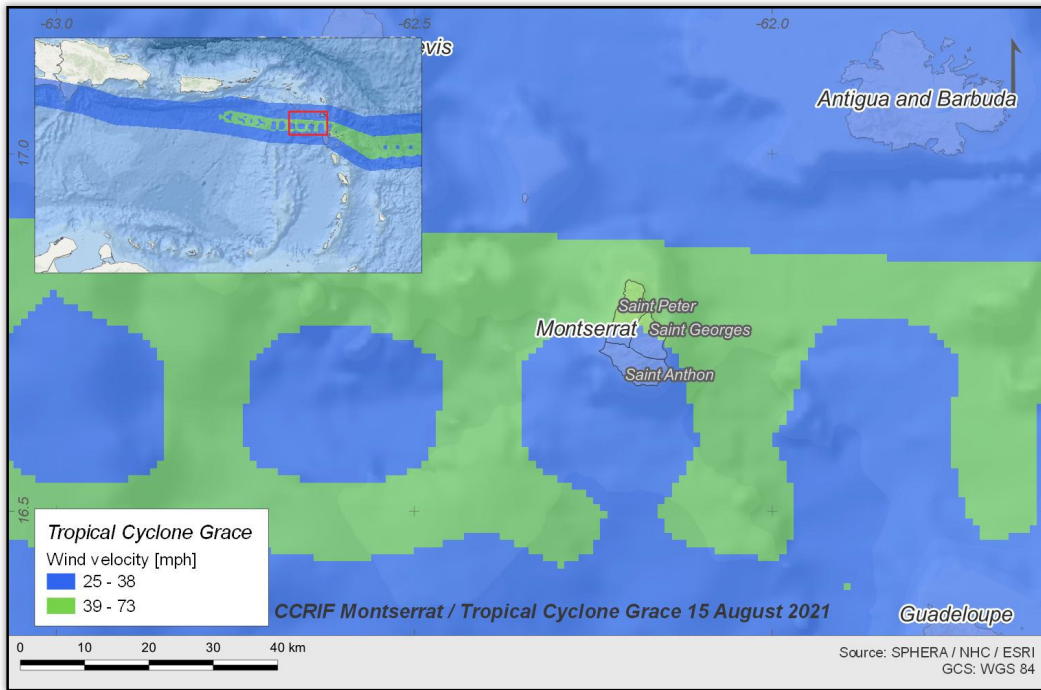 -63.0
-62.5
-62.0
evis
Antigua and Barbuda
17.0
Saint Peter
Montserrat
Saint Georges
Saint Anthon
16.5
Tropical Cyclone Grace
Wind velocity [mph]
25 - 38
39 - 73
CCRIF Montserrat / Tropical Cyclone Grace 15 August 2021
Guadeloupe
0 10 20 30 40 km
Source: SPHERA / NHC / ESRI
GCS: WGS 84